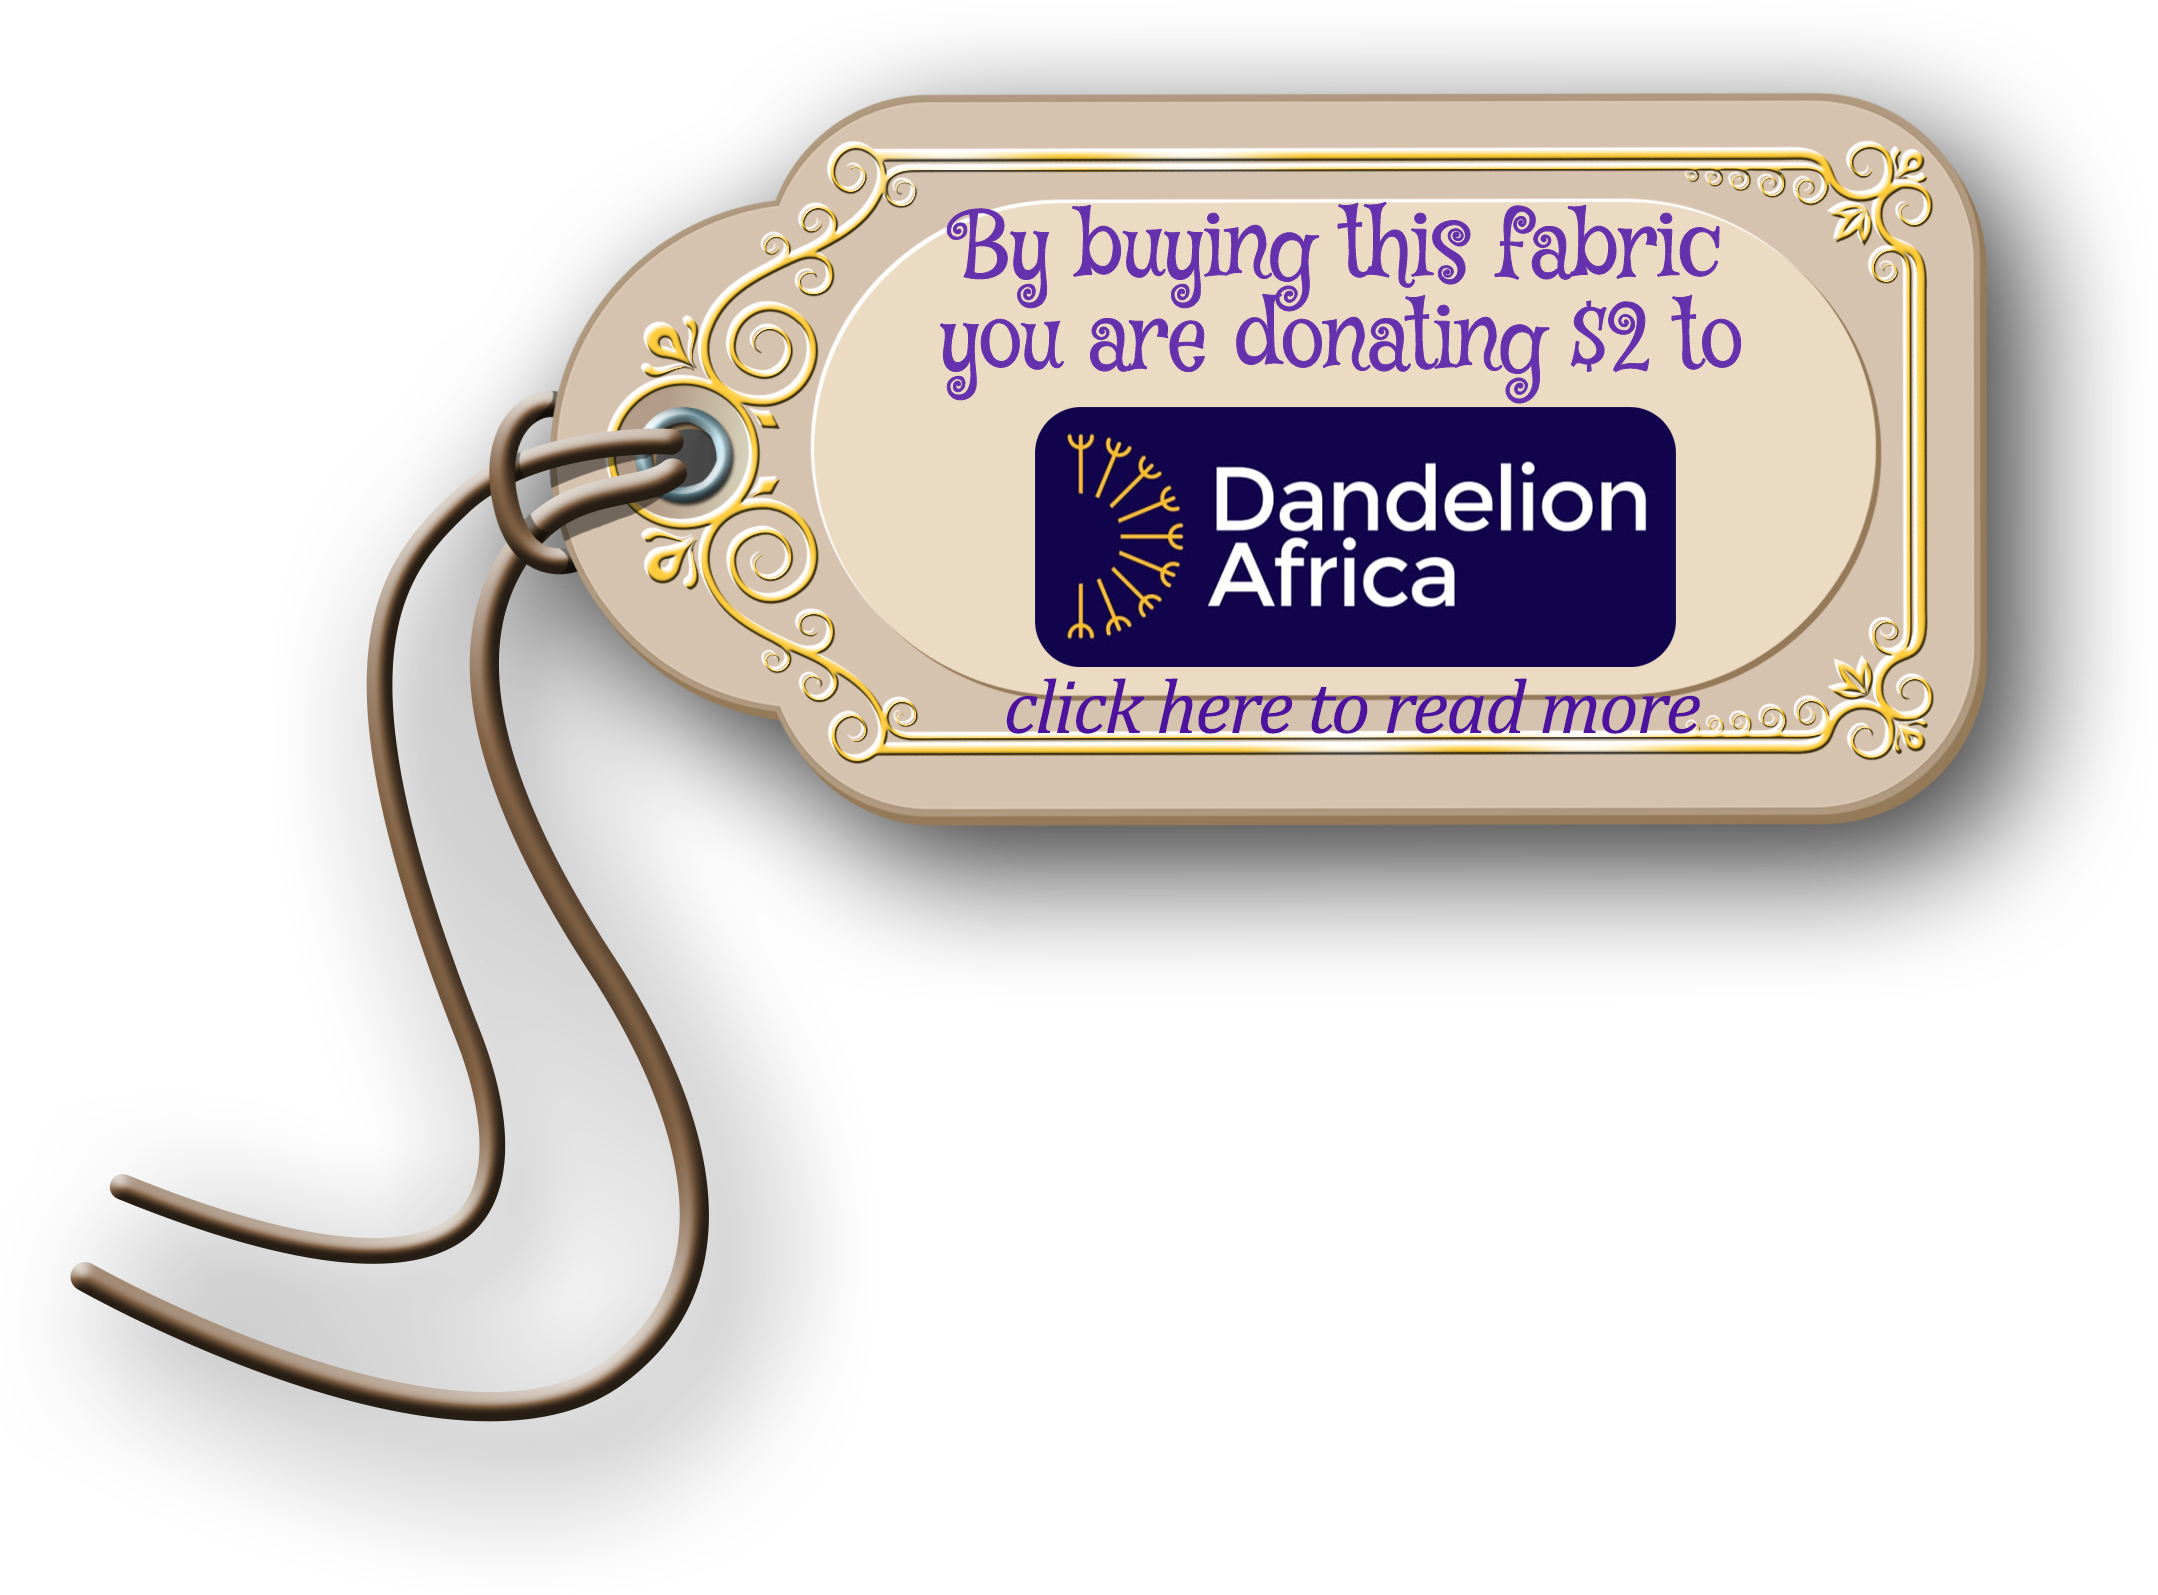 By buying this fabric
you are donating $2 to
Dandelion
Africa
click here to read more